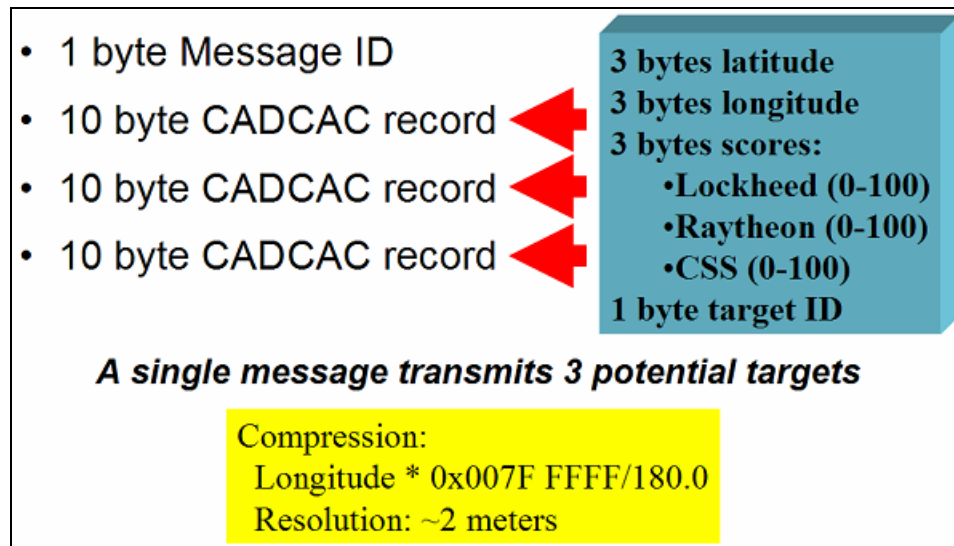 • 1 byte Message ID
• 10 byte CADCAC record
• 10 byte CADCAC record
• 10 byte CADCAC record
3 bytes latitude
3 bytes longitude
3 bytes scores:
•Lockheed (0-100)
•Raytheon (0-100)
•CSS (0-100)
1 byte target ID
A single message transmits 3 potential targets
Compression:
Longitude * 0x007F FFFF/180.0
Resolution: ~2 meters